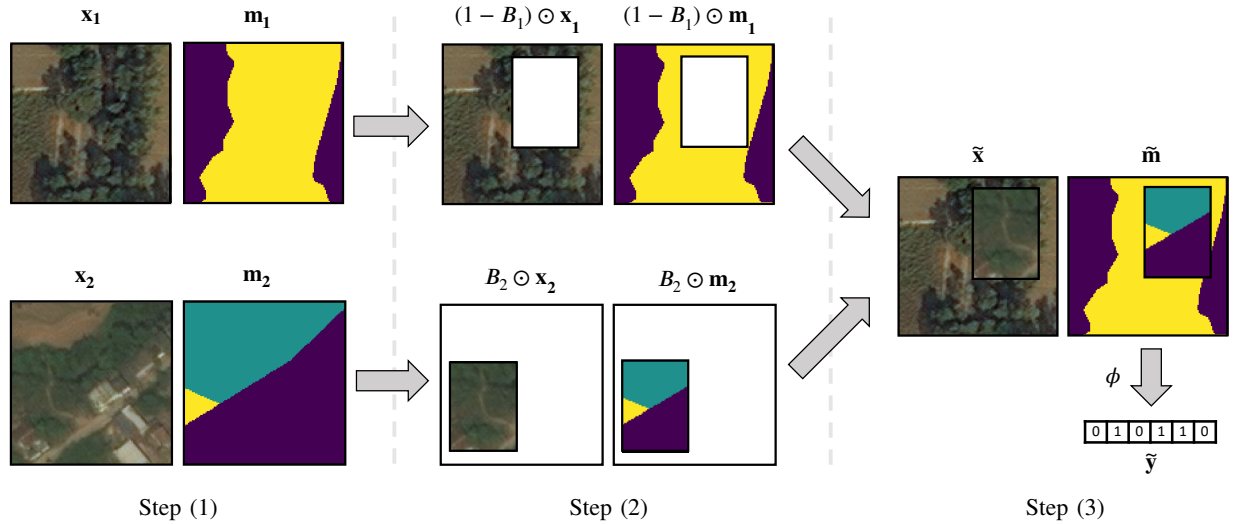 x₁ m₁ (1 − B₁) ⊙ x₁ (1 − B₁) ⊙ m₁
x̃ m̃
x₂ m₂ B₂ ⊙ x₂ B₂ ⊙ m₂
ϕ
0 1 0 1 1 0
ỹ
Step (1) Step (2) Step (3)